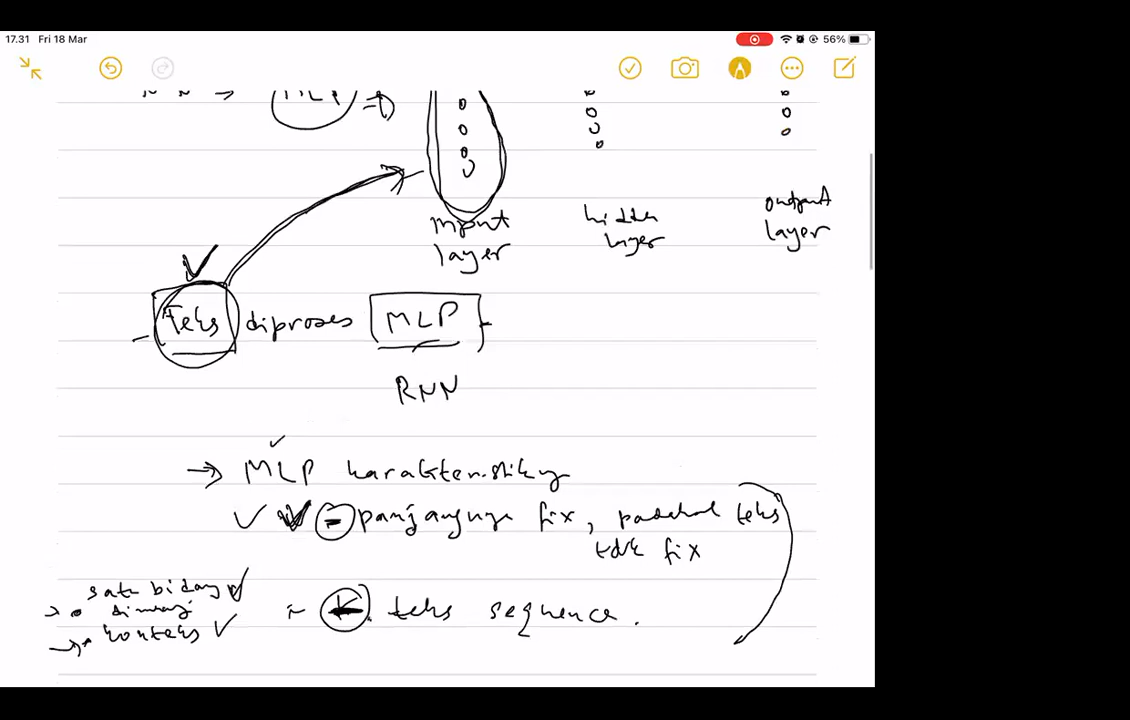 17.31 Fri 18 Mar
56%
MLP
input
layer
hidden
layer
output
layer
Teks diproses MLP
RNN
→ MLP karakteristiknya
- panjangnya fix, padahal teks
tdk fix
satu bidang
konteks
teks sequence.